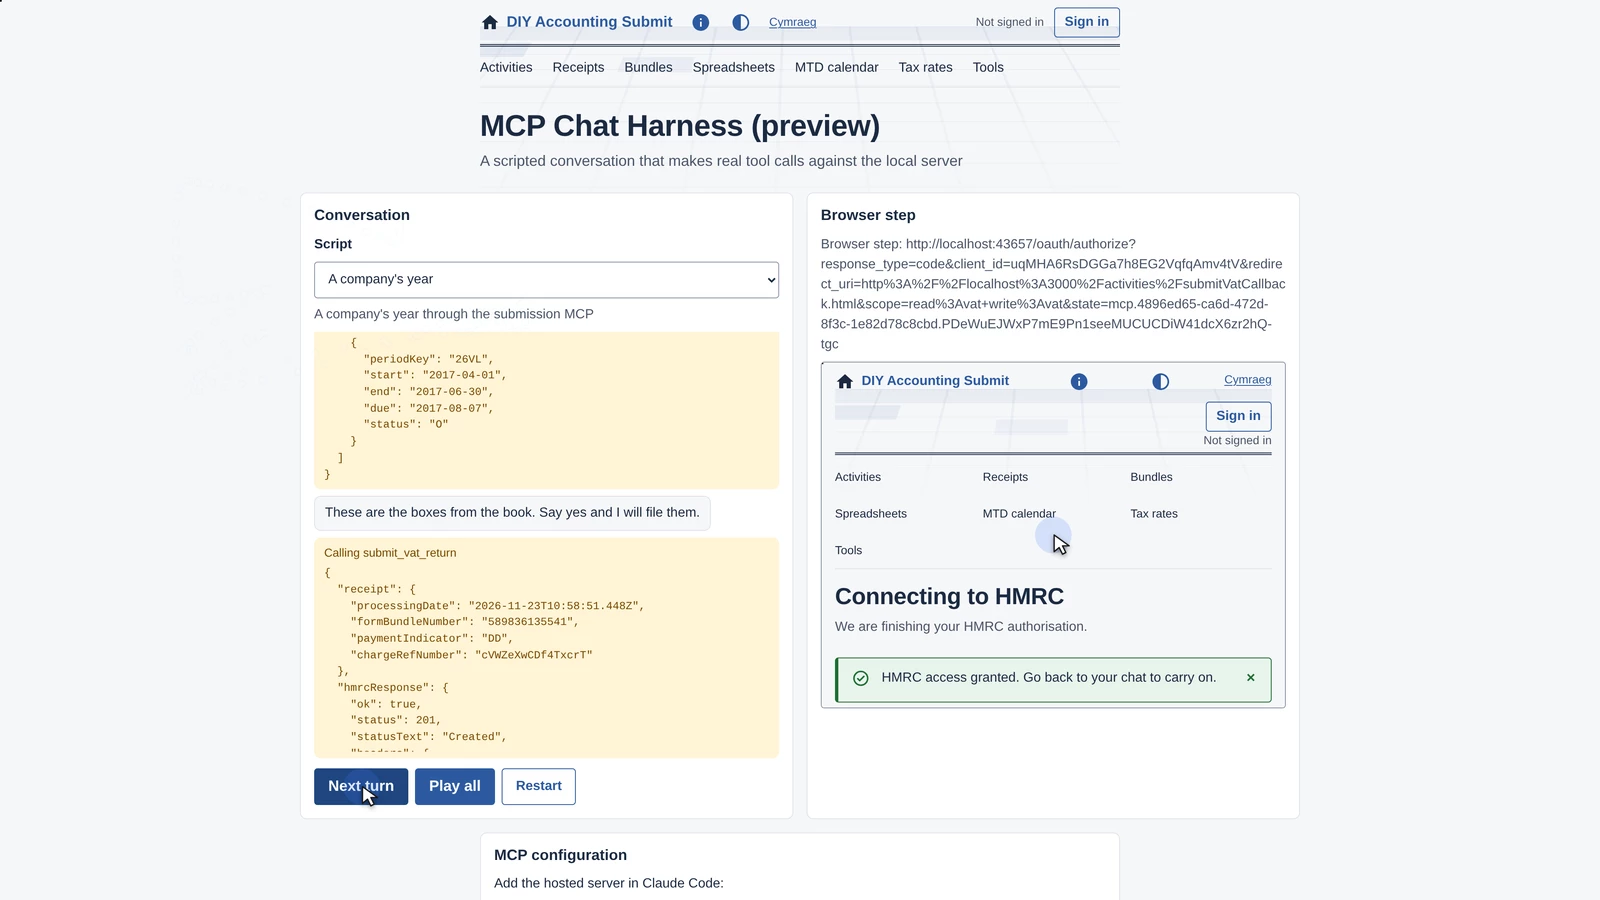 DIY Accounting Submit
Cymraeg
Not signed in
Sign in
Activities
Receipts
Bundles
Spreadsheets
MTD calendar
Tax rates
Tools
MCP Chat Harness (preview)
A scripted conversation that makes real tool calls against the local server
Conversation
Script
A company's year
A company's year through the submission MCP
{
"periodKey": "26VL",
"start": "2017-04-01",
"end": "2017-06-30",
"due": "2017-08-07",
"status": "O"
}
]
}
These are the boxes from the book. Say yes and I will file them.
Calling submit_vat_return
{
"receipt": {
"processingDate": "2026-11-23T10:58:51.448Z",
"formBundleNumber": "589836135541",
"paymentIndicator": "DD",
"chargeRefNumber": "cVWZeXwCDf4TxcrT"
},
"hmrcResponse": {
"ok": true,
"status": 201,
"statusText": "Created",
"headers": {
Next turn
Play all
Restart
Browser step
Browser step: http://localhost:43657/oauth/authorize?
response_type=code&client_id=uqMHA6RsDGGa7h8EG2VqfqAmv4tV&redire
ct_uri=http%3A%2F%2Flocalhost%3A3000%2Factivities%2FsubmitVatCallbac
k.html&scope=read%3Avat+write%3Avat&state=mcp.4896ed65-ca6d-472d-
8f3c-1e82d78c8cbd.PDeWuEJWxP7mE9Pn1seeMUCUCDiW41dcX6zr2hQ-
tgc
DIY Accounting Submit
Cymraeg
Sign in
Not signed in
Activities
Receipts
Bundles
Spreadsheets
MTD calendar
Tax rates
Tools
Connecting to HMRC
We are finishing your HMRC authorisation.
HMRC access granted. Go back to your chat to carry on.
MCP configuration
Add the hosted server in Claude Code: